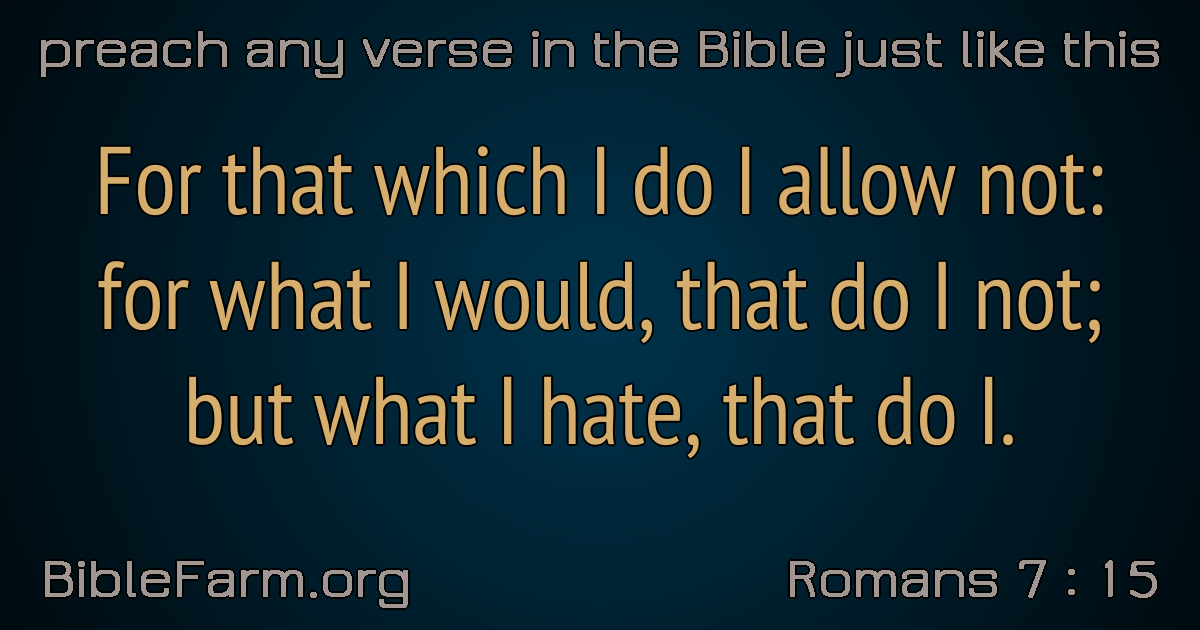 preach any verse in the Bible just like this
For that which I do I allow not:
for what I would, that do I not;
but what I hate, that do I.
BibleFarm.org
Romans 7 : 15